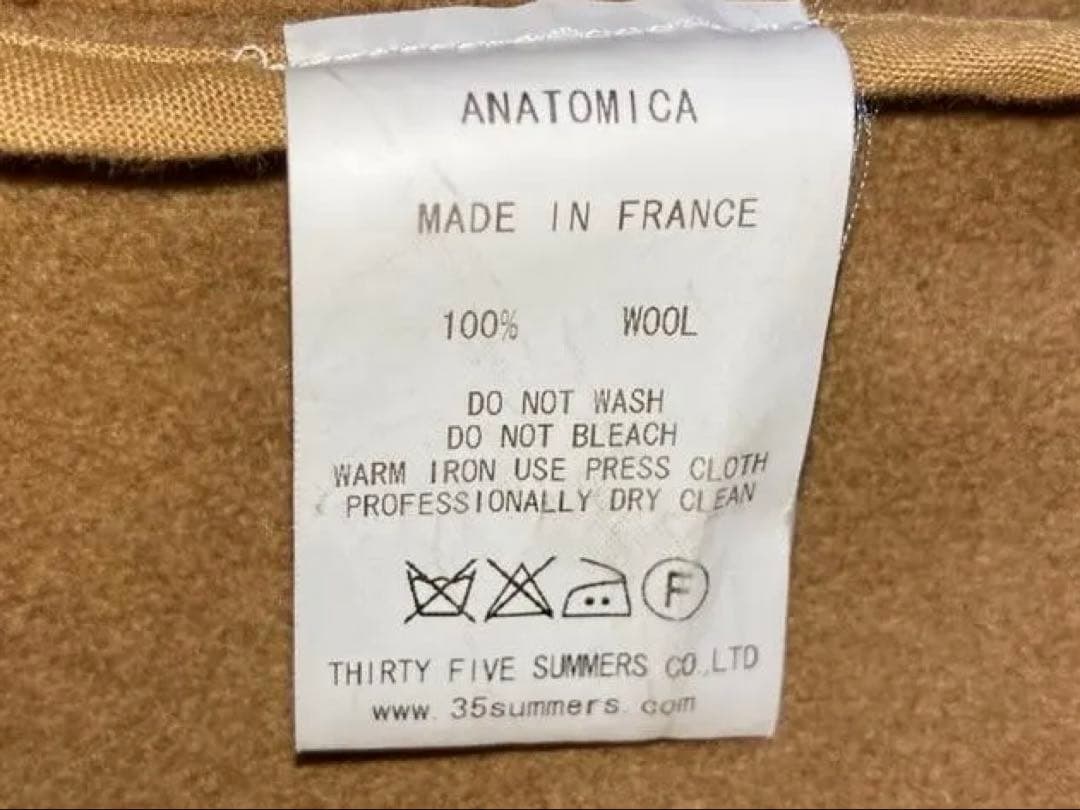 ANATOMICA
MADE IN FRANCE
100% WOOL
DO NOT WASH
DO NOT BLEACH
WARM IRON USE PRESS CLOTH
PROFESSIONALLY DRY CLEAN
F
THIRTY FIVE SUMMERS CO.,LTD
www. 35summers. com